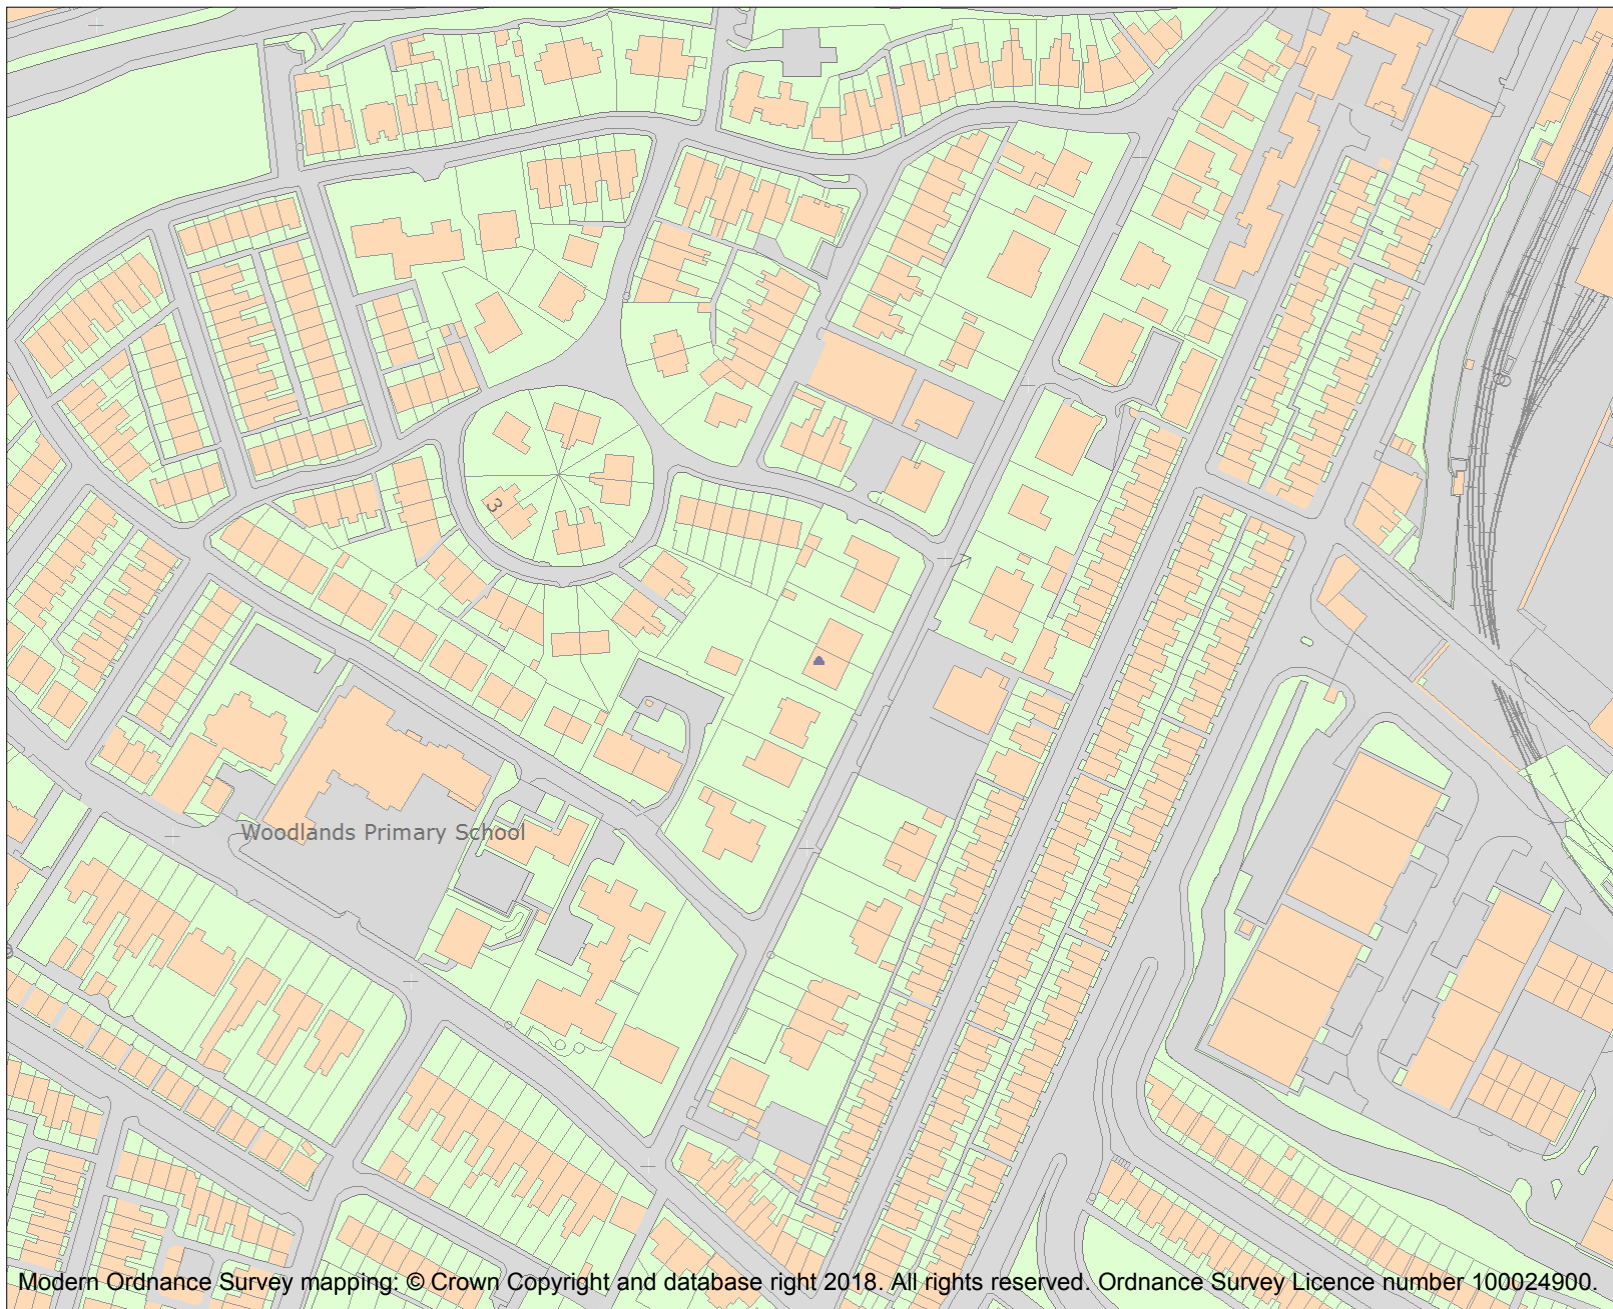 3
Woodlands Primary School
Modern Ordnance Survey mapping: © Crown Copyright and database right 2018. All rights reserved. Ordnance Survey Licence number 100024900.